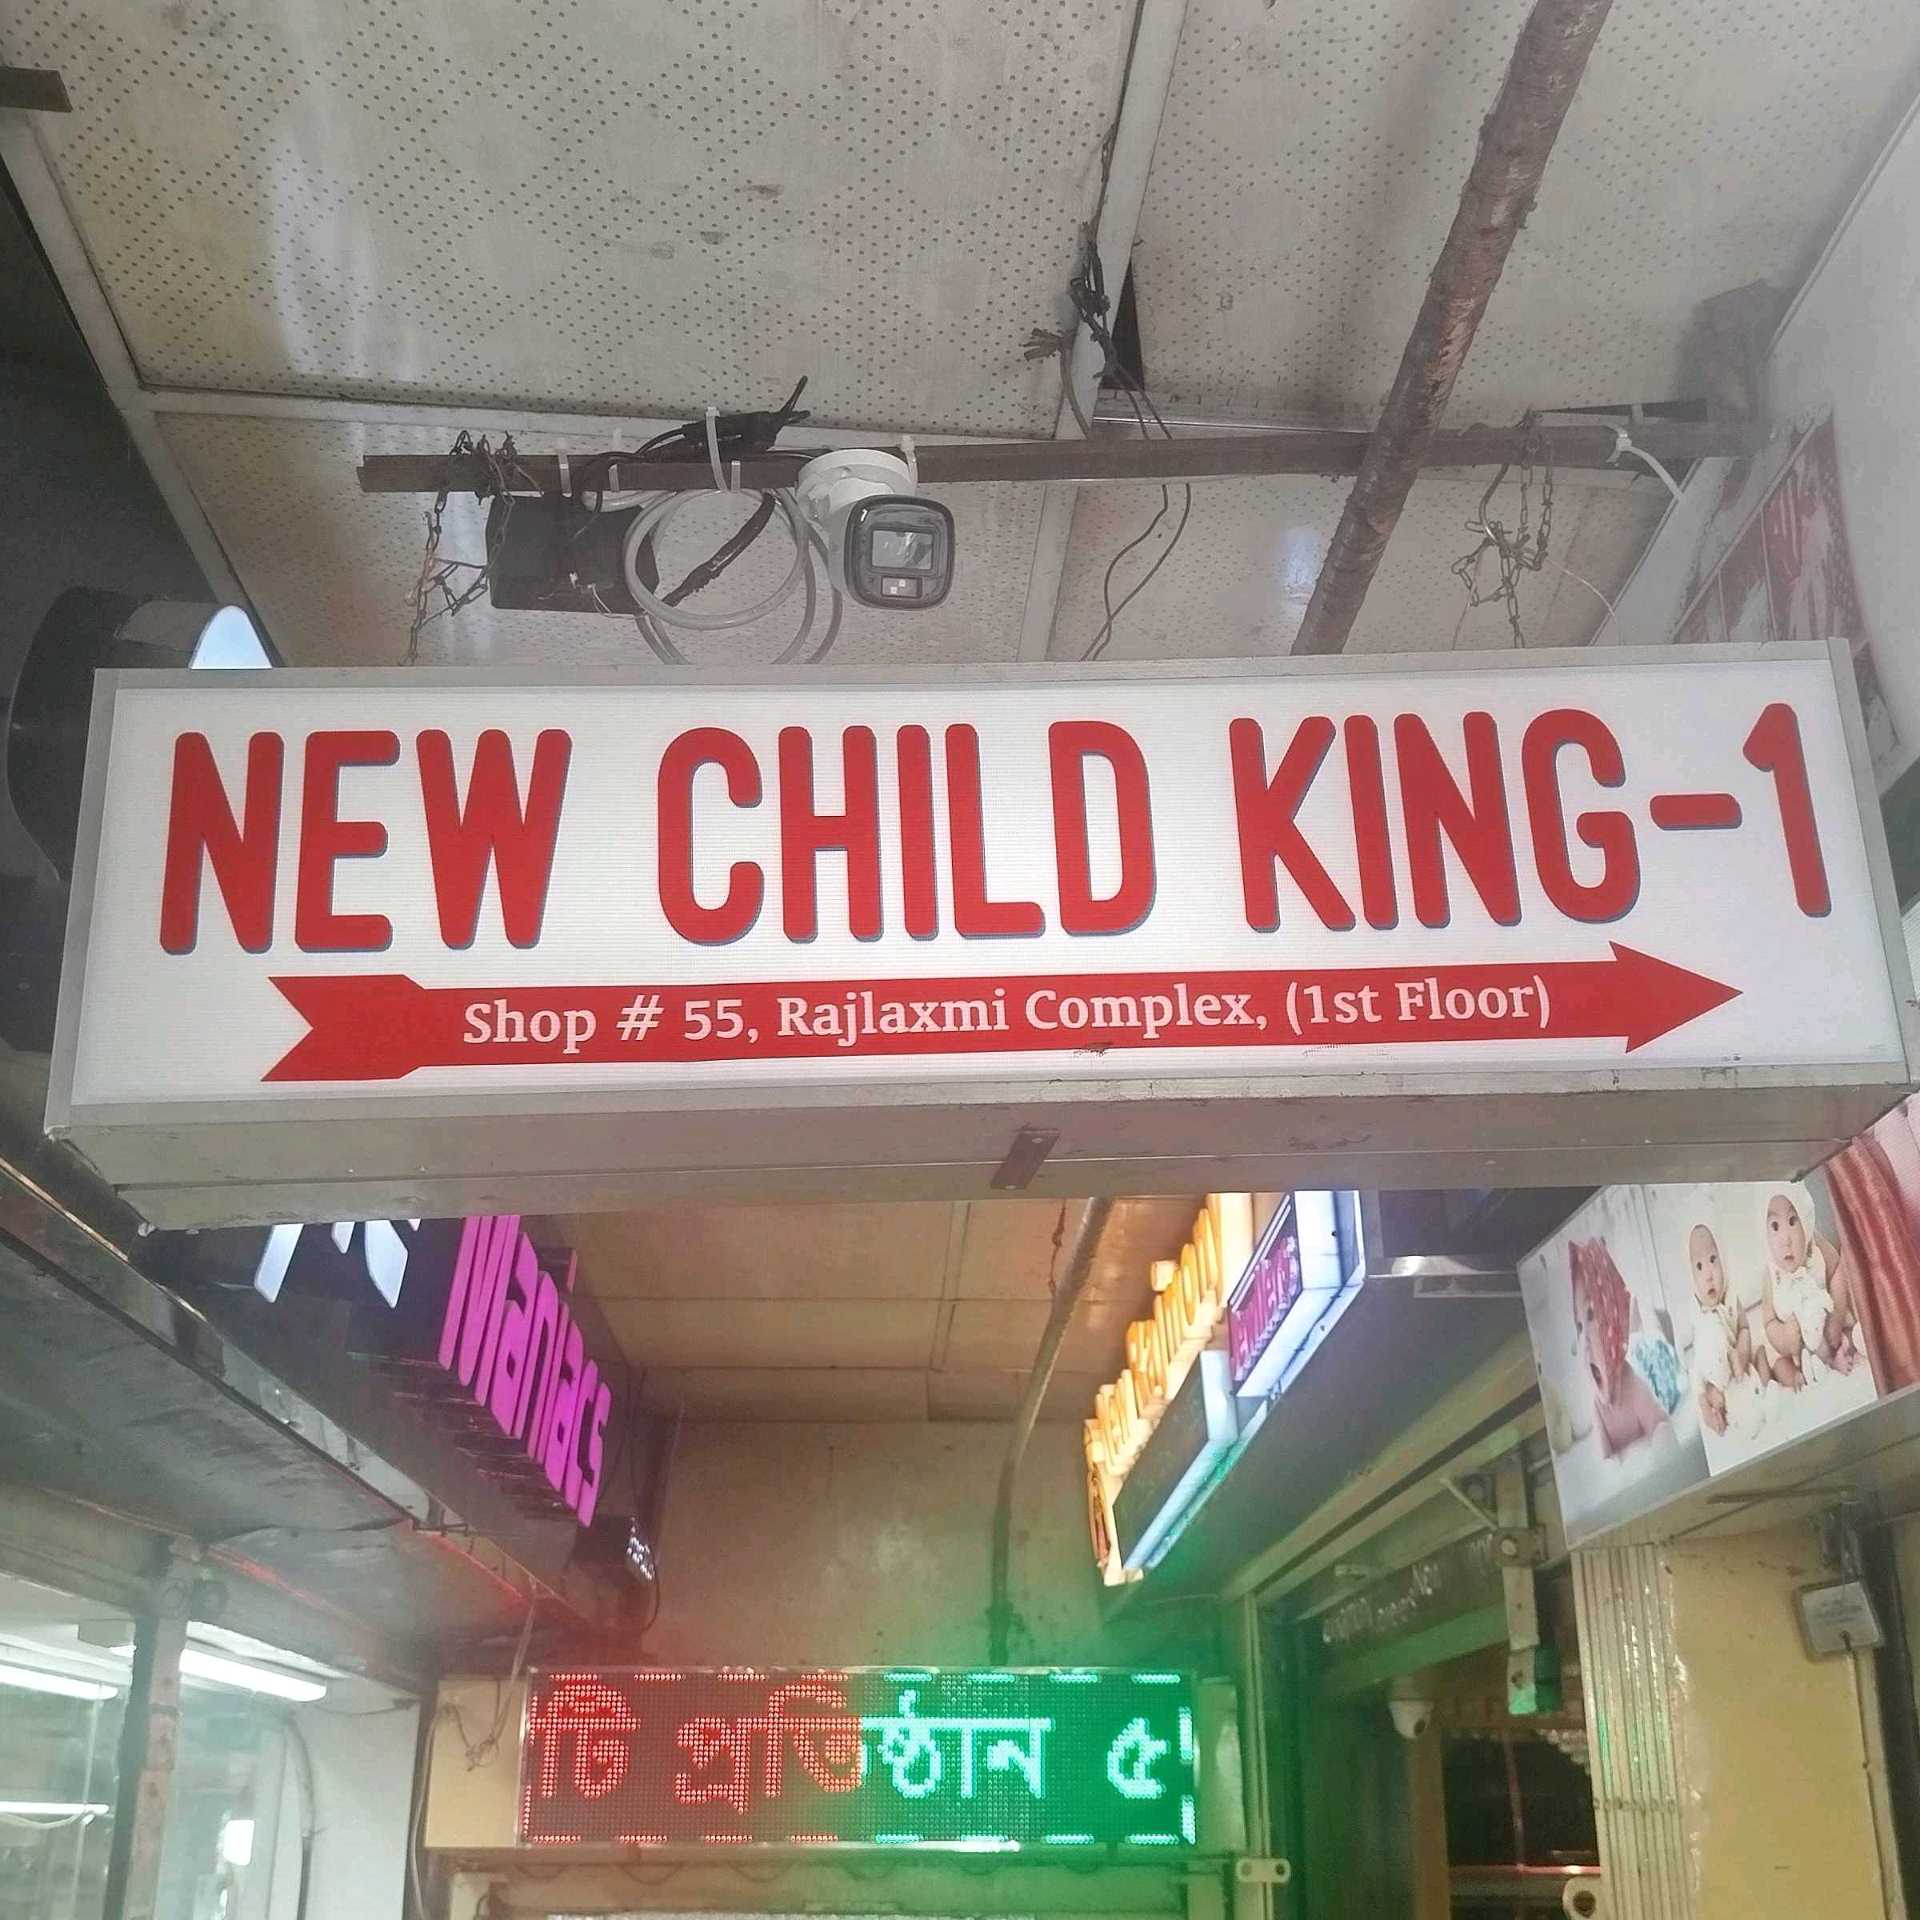 NEW CHILD KING-1
Shop # 55, Rajlaxmi Complex, (1st Floor)
Maniacs
টি প্রতিষ্ঠান ৫